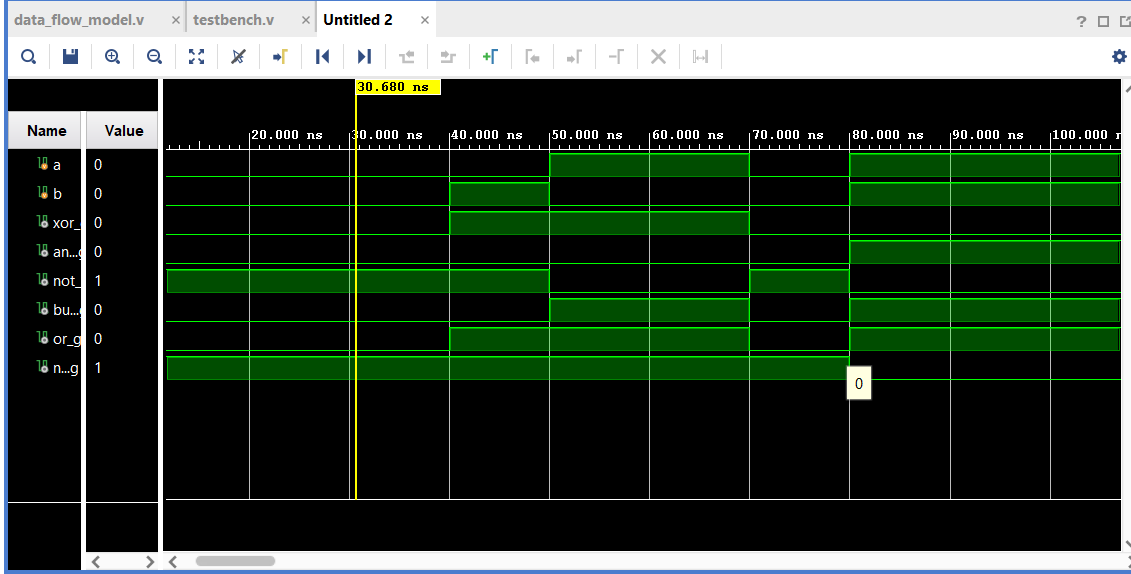 data_flow_model.v × testbench.v × Untitled 2 ×
?
30.680 ns
Name Value
20.000 ns 30.000 ns 40.000 ns 50.000 ns 60.000 ns 70.000 ns 80.000 ns 90.000 ns 100.000 n
a 0
b 0
xor_ 0
an...g 0
not_ 1
bu...g 0
or_g 0
n...g 1
0